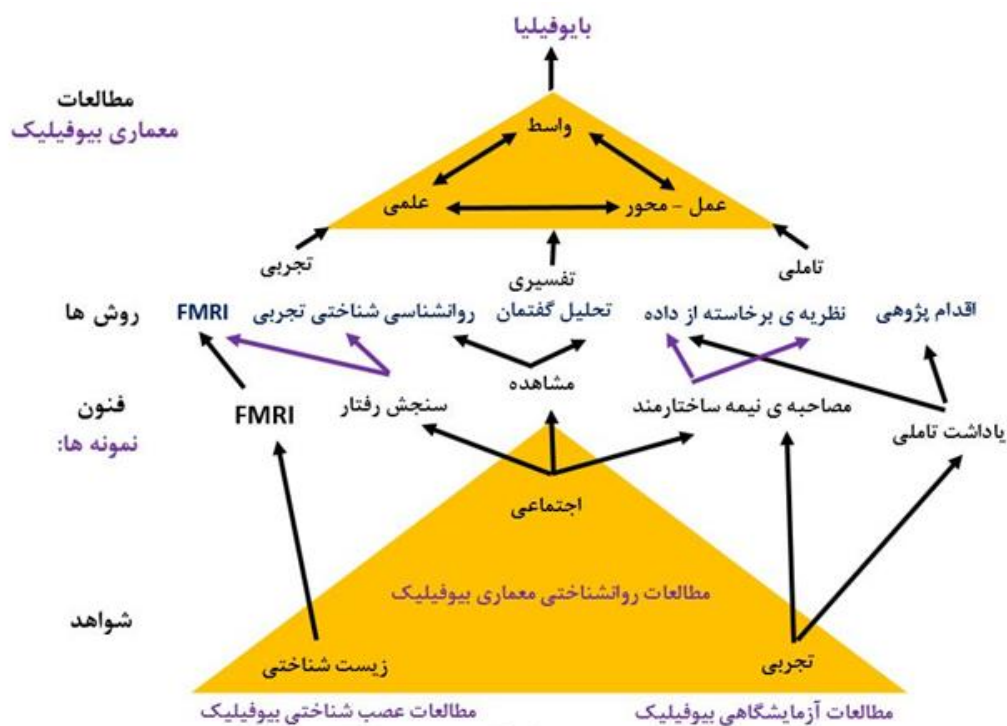 بایوفیلیا
مطالعات
معماری بیوفیلیک
واسط
علمی
عمل - محور
تجربی
تفسیری
تاملی
روش ها
FMRI
روانشناسی شناختی تجربی
تحلیل گفتمان
نظریه ی برخاسته از داده
اقدام پژوهی
مشاهده
فنون
FMRI
سنجش رفتار
مصاحبه ی نیمه ساختارمند
یاداشت تاملی
نمونه ها:
اجتماعی
مطالعات روانشناختی معماری بیوفیلیک
شواهد
زیست شناختی
تجربی
مطالعات عصب شناختی بیوفیلیک
مطالعات آزمایشگاهی بیوفیلیک